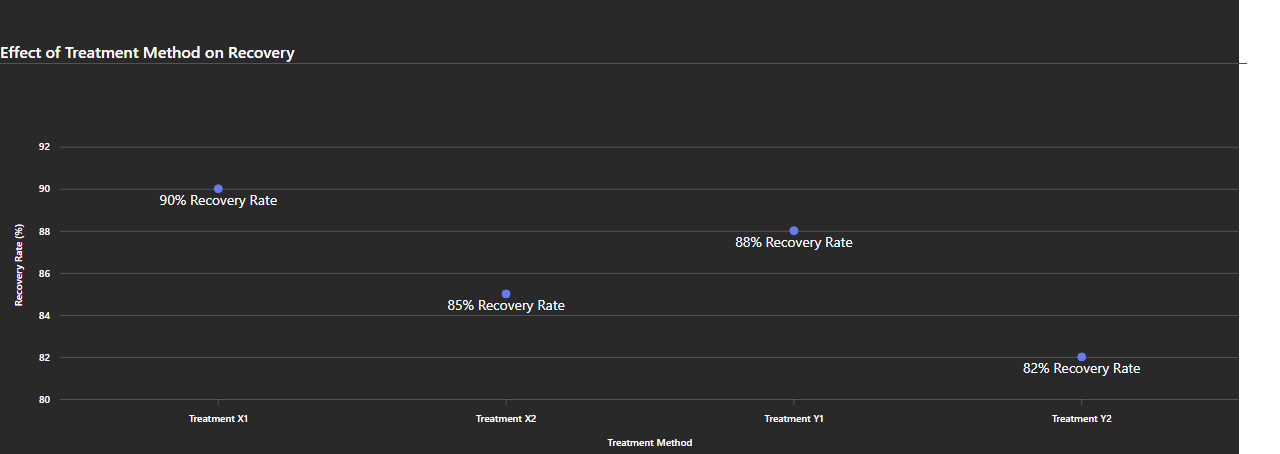 Effect of Treatment Method on Recovery
92
90
90% Recovery Rate
88
88% Recovery Rate
Recovery Rate (%)
86
85% Recovery Rate
84
82
82% Recovery Rate
80
Treatment X1
Treatment X2
Treatment Y1
Treatment Y2
Treatment Method